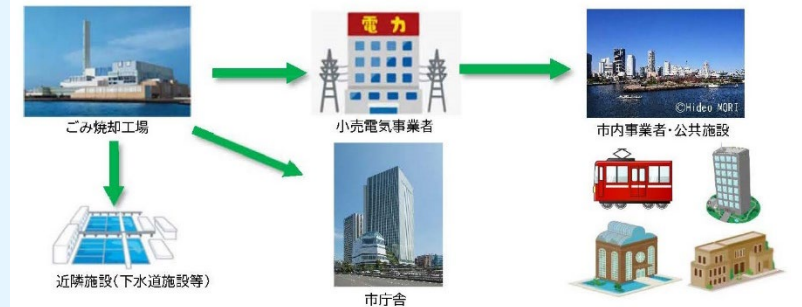 電力
ごみ焼却工場
小売電気事業者
©Hideo MORI
市内事業者・公共施設
近隣施設(下水道施設等)
市庁舎